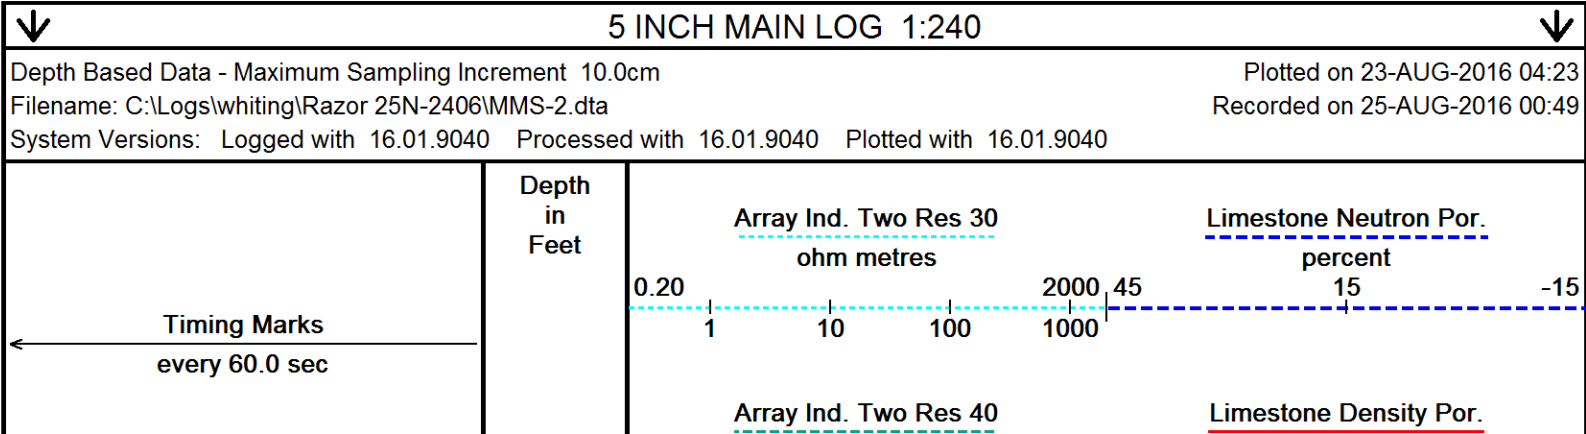 5 INCH MAIN LOG 1:240
Depth Based Data - Maximum Sampling Increment 10.0cm
Plotted on 23-AUG-2016 04:23
Filename: C:\Logs\whiting\Razor 25N-2406\MMS-2.dta
Recorded on 25-AUG-2016 00:49
System Versions: Logged with 16.01.9040 Processed with 16.01.9040 Plotted with 16.01.9040
Timing Marks
every 60.0 sec
Depth
in
Feet
Array Ind. Two Res 30
ohm metres
0.20 2000
1 10 100 1000
Limestone Neutron Por.
percent
45 15 -15
Array Ind. Two Res 40
Limestone Density Por.